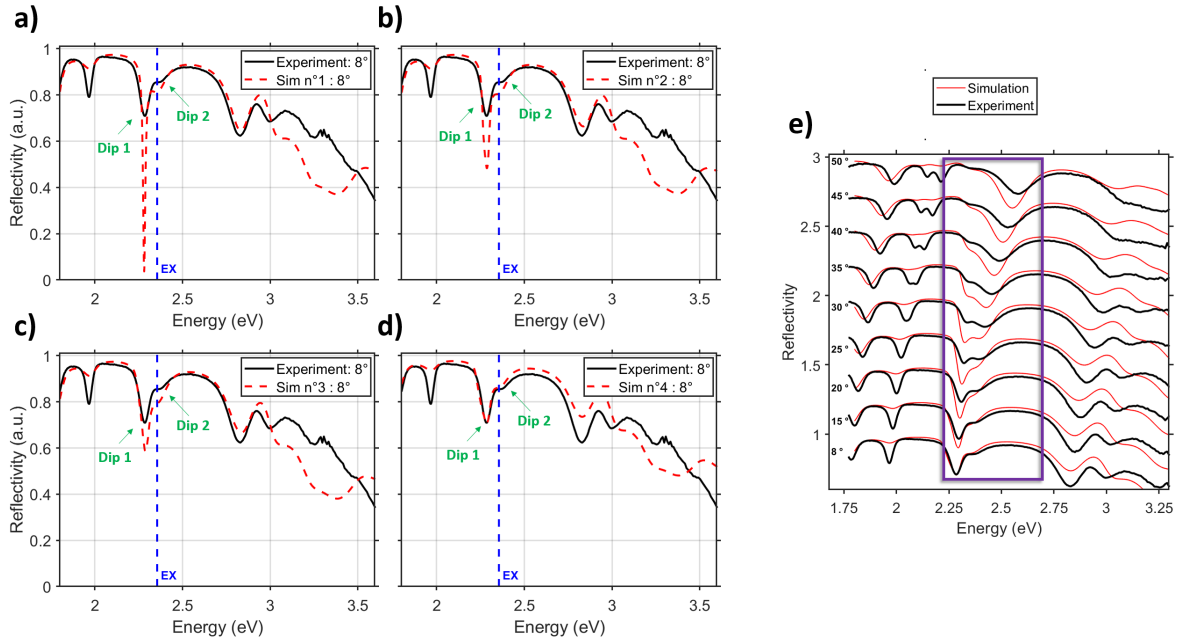 a)
1
0.8
0.6
0.4
0.2
0
Reflectivity (a.u.)
2
2.5
3
3.5
Energy (eV)
Experiment: 8°
Sim n°1 : 8°
Dip 1
Dip 2
EX
b)
1
0.8
0.6
0.4
0.2
0
2
2.5
3
3.5
Energy (eV)
Experiment: 8°
Sim n°2 : 8°
Dip 1
Dip 2
EX
c)
1
0.8
0.6
0.4
0.2
0
Reflectivity (a.u.)
2
2.5
3
3.5
Energy (eV)
Experiment: 8°
Sim n°3 : 8°
Dip 1
Dip 2
EX
d)
1
0.8
0.6
0.4
0.2
0
2
2.5
3
3.5
Energy (eV)
Experiment: 8°
Sim n°4 : 8°
Dip 1
Dip 2
EX
Simulation
Experiment
e)
3
2.5
2
1.5
1
Reflectivity
50 °
45 °
40 °
35 °
30 °
25 °
20 °
15 °
8 °
1.75
2
2.25
2.5
2.75
3
3.25
Energy (eV)